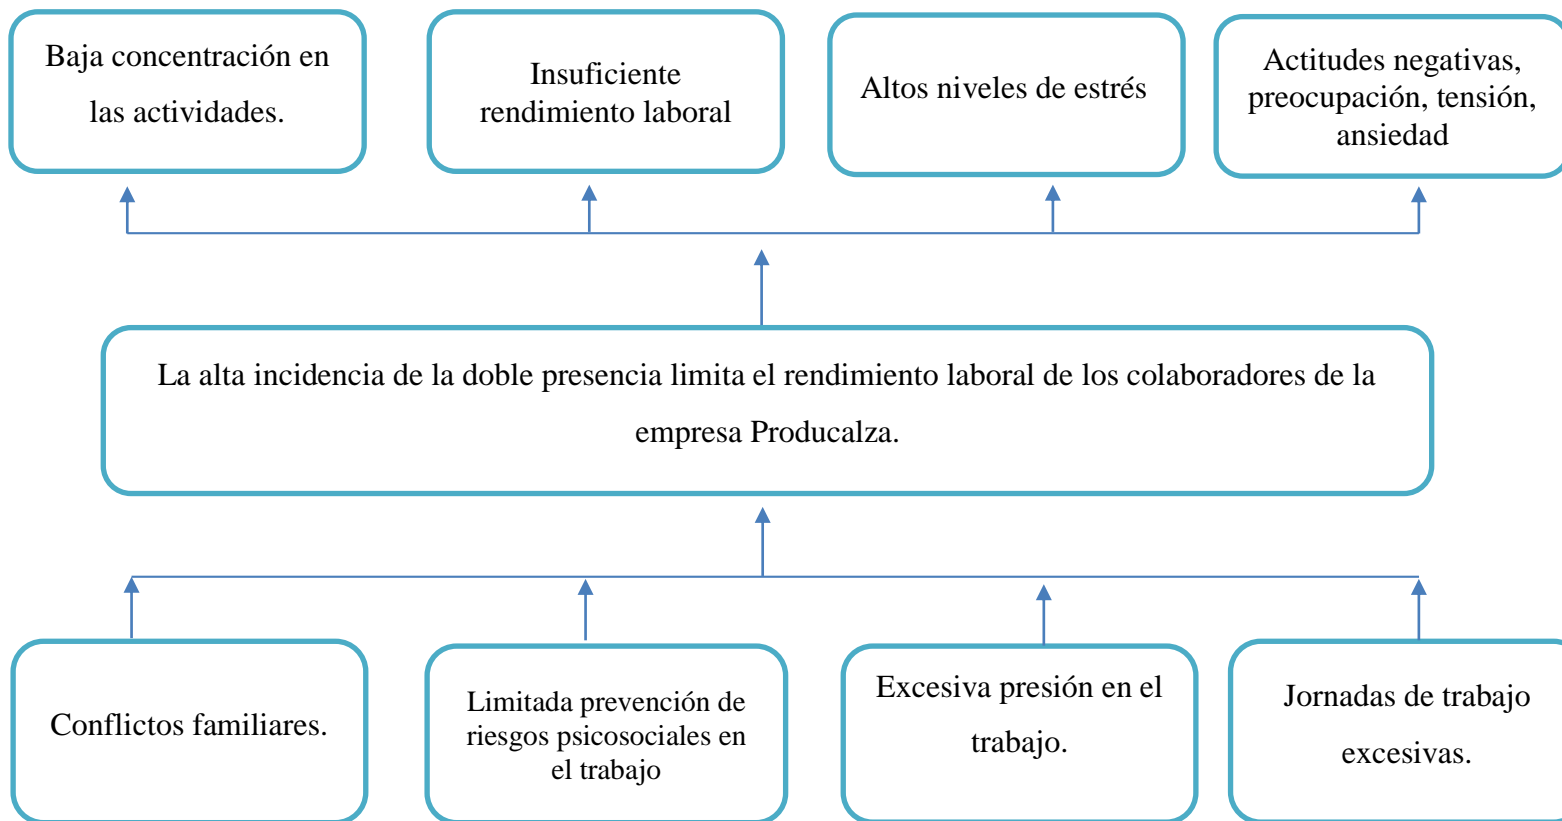 Baja concentración en
las actividades.
Insuficiente
rendimiento laboral
Altos niveles de estrés
Actitudes negativas,
preocupación, tensión,
ansiedad
La alta incidencia de la doble presencia limita el rendimiento laboral de los colaboradores de la
empresa Producalza.
Conflictos familiares.
Limitada prevención de
riesgos psicosociales en
el trabajo
Excesiva presión en el
trabajo.
Jornadas de trabajo
excesivas.